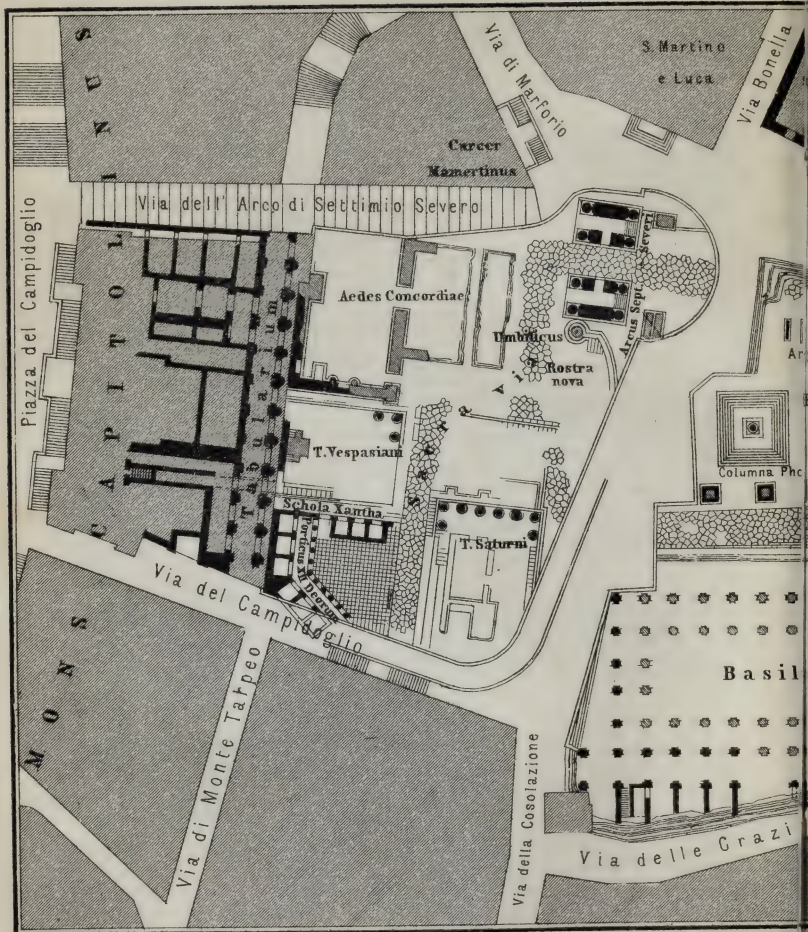 MONS CAPITOLINUS
Piazza del Campidoglio
Via di Marforio
S. Martino
e Luca
Via Bonella
Carcer
Mamertinus
Via dell' Arco di Settimio Severo
Aedes Concordiae
Tabularium
Umbilicus
Rostra
nova
Arcus Sept. Severi
Ar
Sacra
T. Vespasiani
Columna Pho
Schola Xantha
Porticus XII Deorum
T. Saturni
Via del Campidoglio
Basil
Via di Monte Tarpeo
Via della Cosolazione
Via delle Grazi